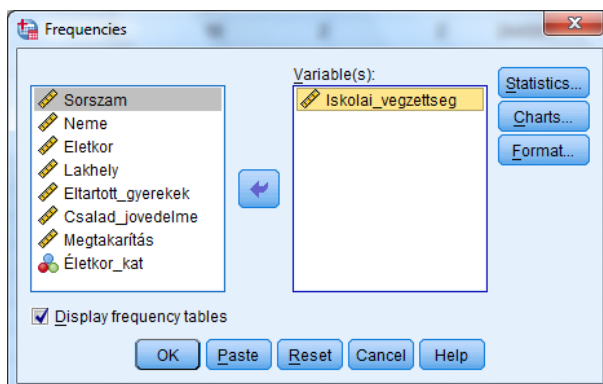 Frequencies
Variable(s):
Sorszam
Neme
Eletkor
Lakhely
Eltartott_gyerekek
Csalad_jovedelme
Megtakarítás
Életkor_kat
Iskolai_vegzettseg
Statistics...
Charts...
Format...
Display frequency tables
OK Paste Reset Cancel Help